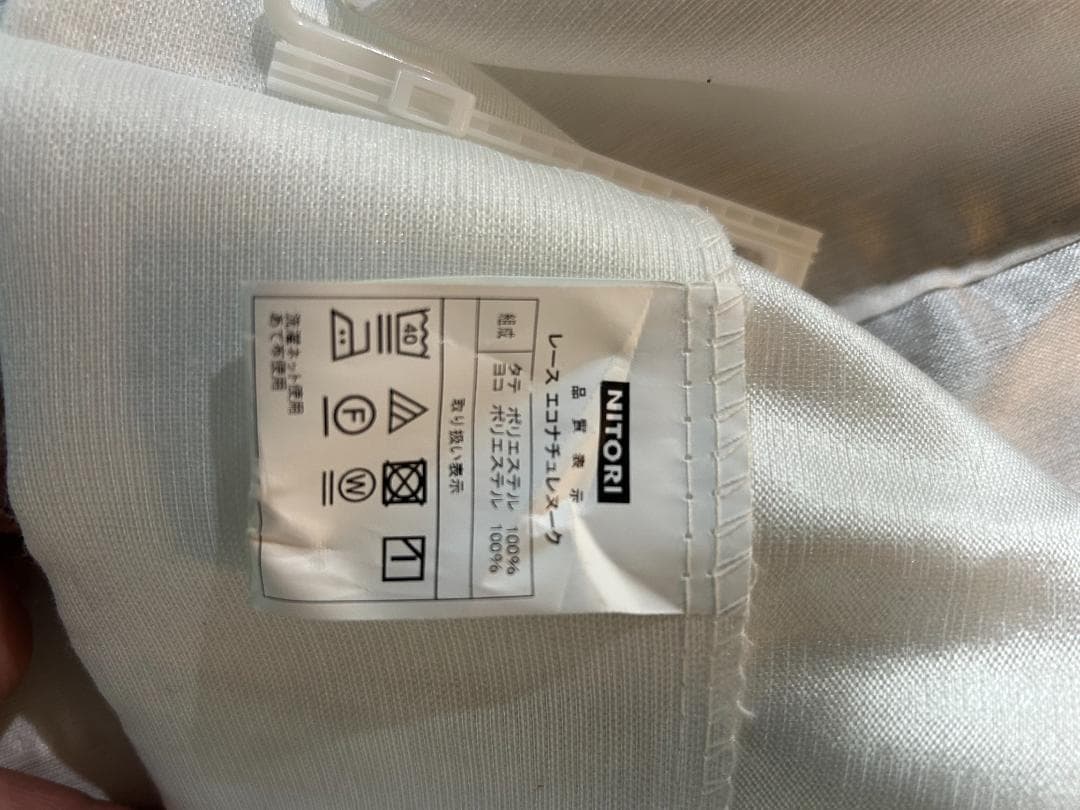 NITORI
品質表示
レース エコナチュレヌーク
組成
タテ ポリエステル 100%
ヨコ ポリエステル 100%
取り扱い表示
40
F
W
洗濯ネット使用
あて布使用